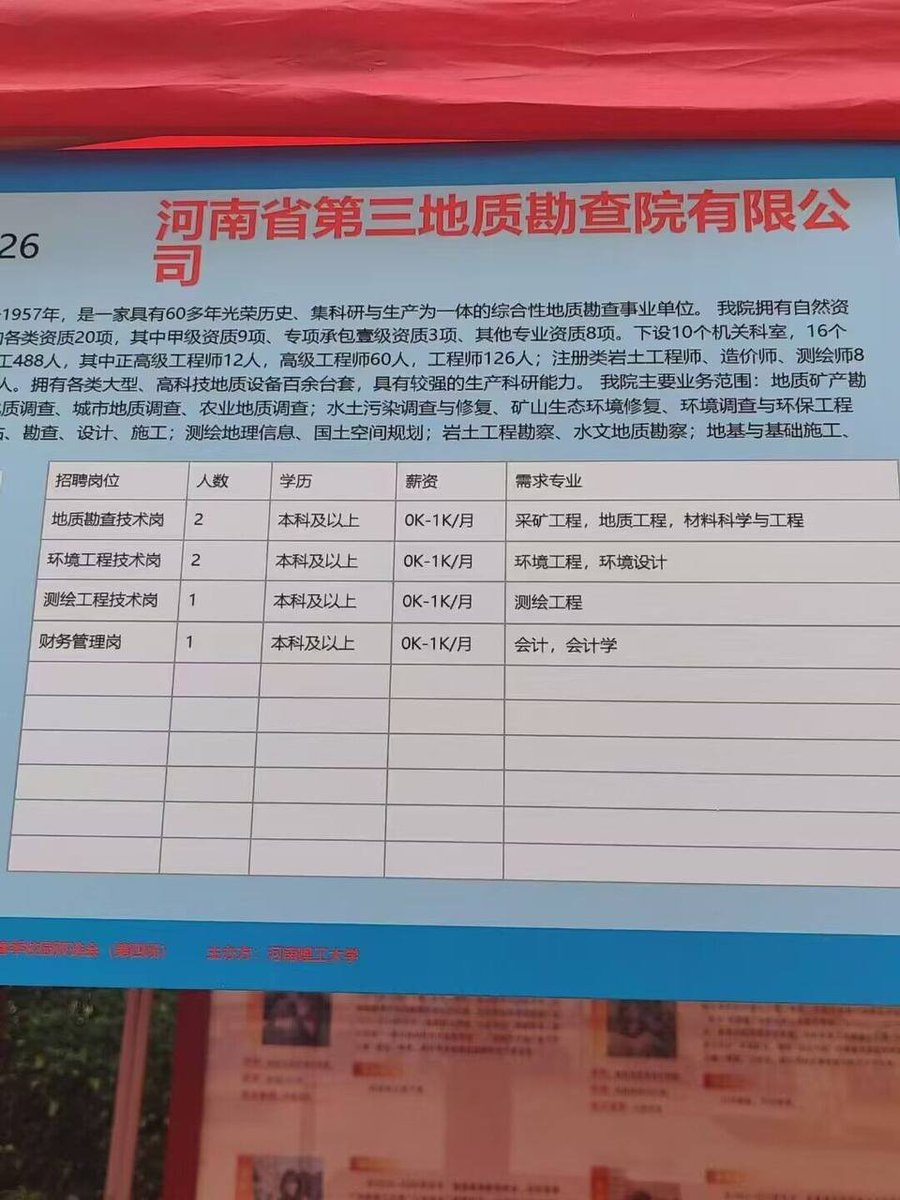 26
河南省第三地质勘查院有限公
司
1957年，是一家具有60多年光荣历史、集科研与生产为一体的综合性地质勘查事业单位。 我院拥有自然资
各类资质20项，其中甲级资质9项、专项承包壹级资质3项、其他专业资质8项。下设10个机关科室，16个
工488人，其中正高级工程师12人，高级工程师60人，工程师126人；注册类岩土工程师、造价师、测绘师8
人。拥有各类大型、高科技地质设备百余台套，具有较强的生产科研能力。 我院主要业务范围：地质矿产勘
质调查、城市地质调查、农业地质调查；水土污染调查与修复、矿山生态环境修复、环境调查与环保工程
、勘查、设计、施工；测绘地理信息、国土空间规划；岩土工程勘察、水文地质勘察；地基与基础施工、
招聘岗位 人数 学历 薪资 需求专业
地质勘查技术岗 2 本科及以上 0K-1K/月 采矿工程，地质工程，材料科学与工程
环境工程技术岗 2 本科及以上 0K-1K/月 环境工程，环境设计
测绘工程技术岗 1 本科及以上 0K-1K/月 测绘工程
财务管理岗 1 本科及以上 0K-1K/月 会计，会计学
主办方：河南理工大学